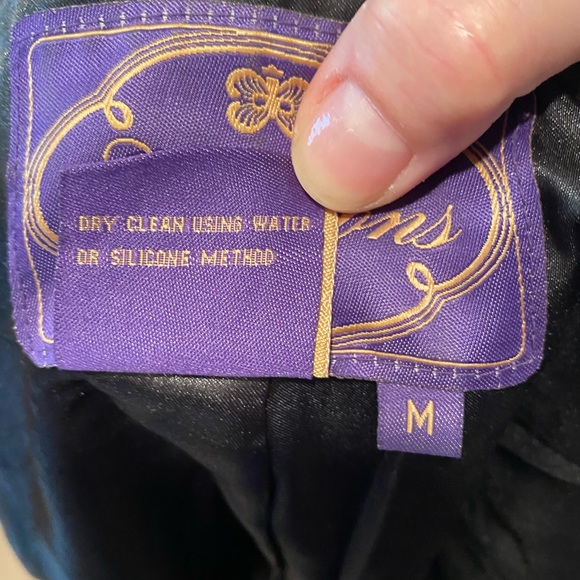 DRY CLEAN USING WATER
OR SILICONE METHOD
M